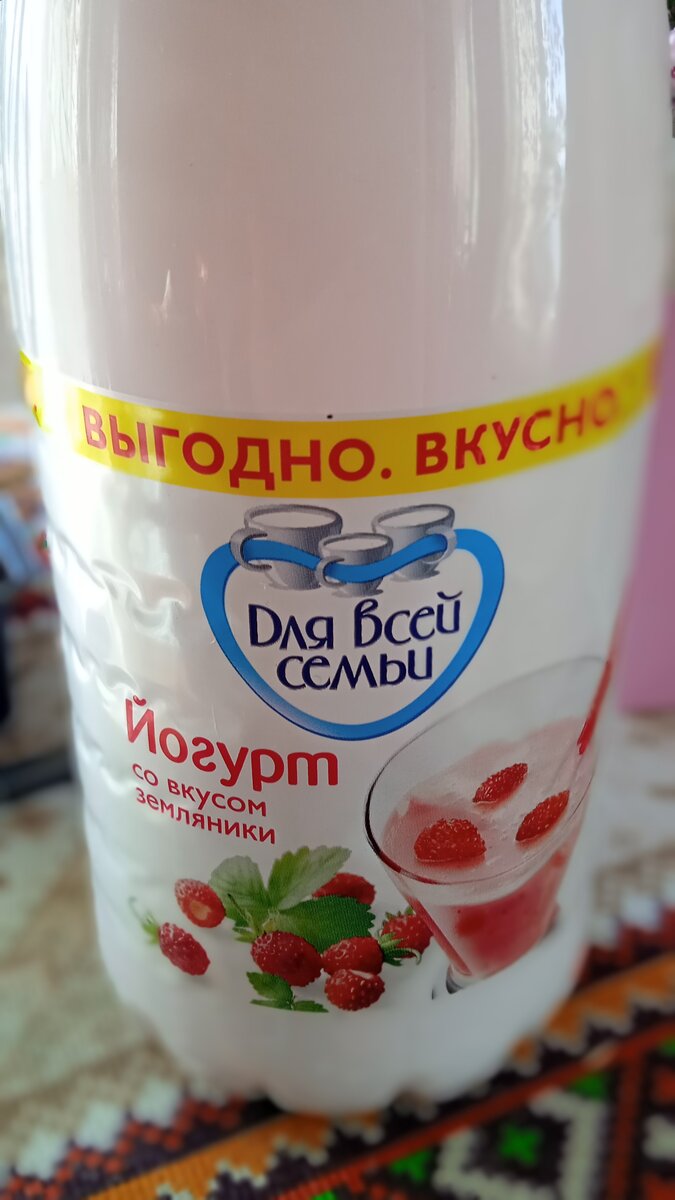 ВЫГОДНО. ВКУСНО.
Для всей
семьи
Йогурт
со вкусом
земляники